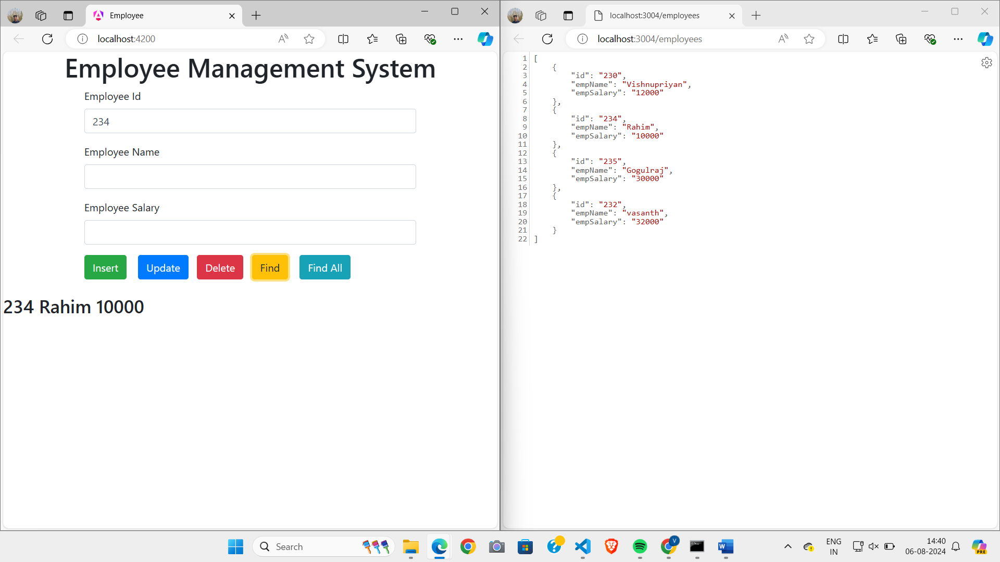 Employee
localhost:4200
Employee Management System
Employee Id
234
Employee Name
Employee Salary
Insert
Update
Delete
Find
Find All
234 Rahim 10000
localhost:3004/employees
localhost:3004/employees
1 [
2 {
3 "id": "230",
4 "empName": "Vishnupriyan",
5 "empSalary": "12000"
6 },
7 {
8 "id": "234",
9 "empName": "Rahim",
10 "empSalary": "10000"
11 },
12 {
13 "id": "235",
14 "empName": "Gogulraj",
15 "empSalary": "30000"
16 },
17 {
18 "id": "232",
19 "empName": "vasanth",
20 "empSalary": "32000"
21 }
22 ]
Search
V
W
ENG
IN
14:40
06-08-2024
PRE